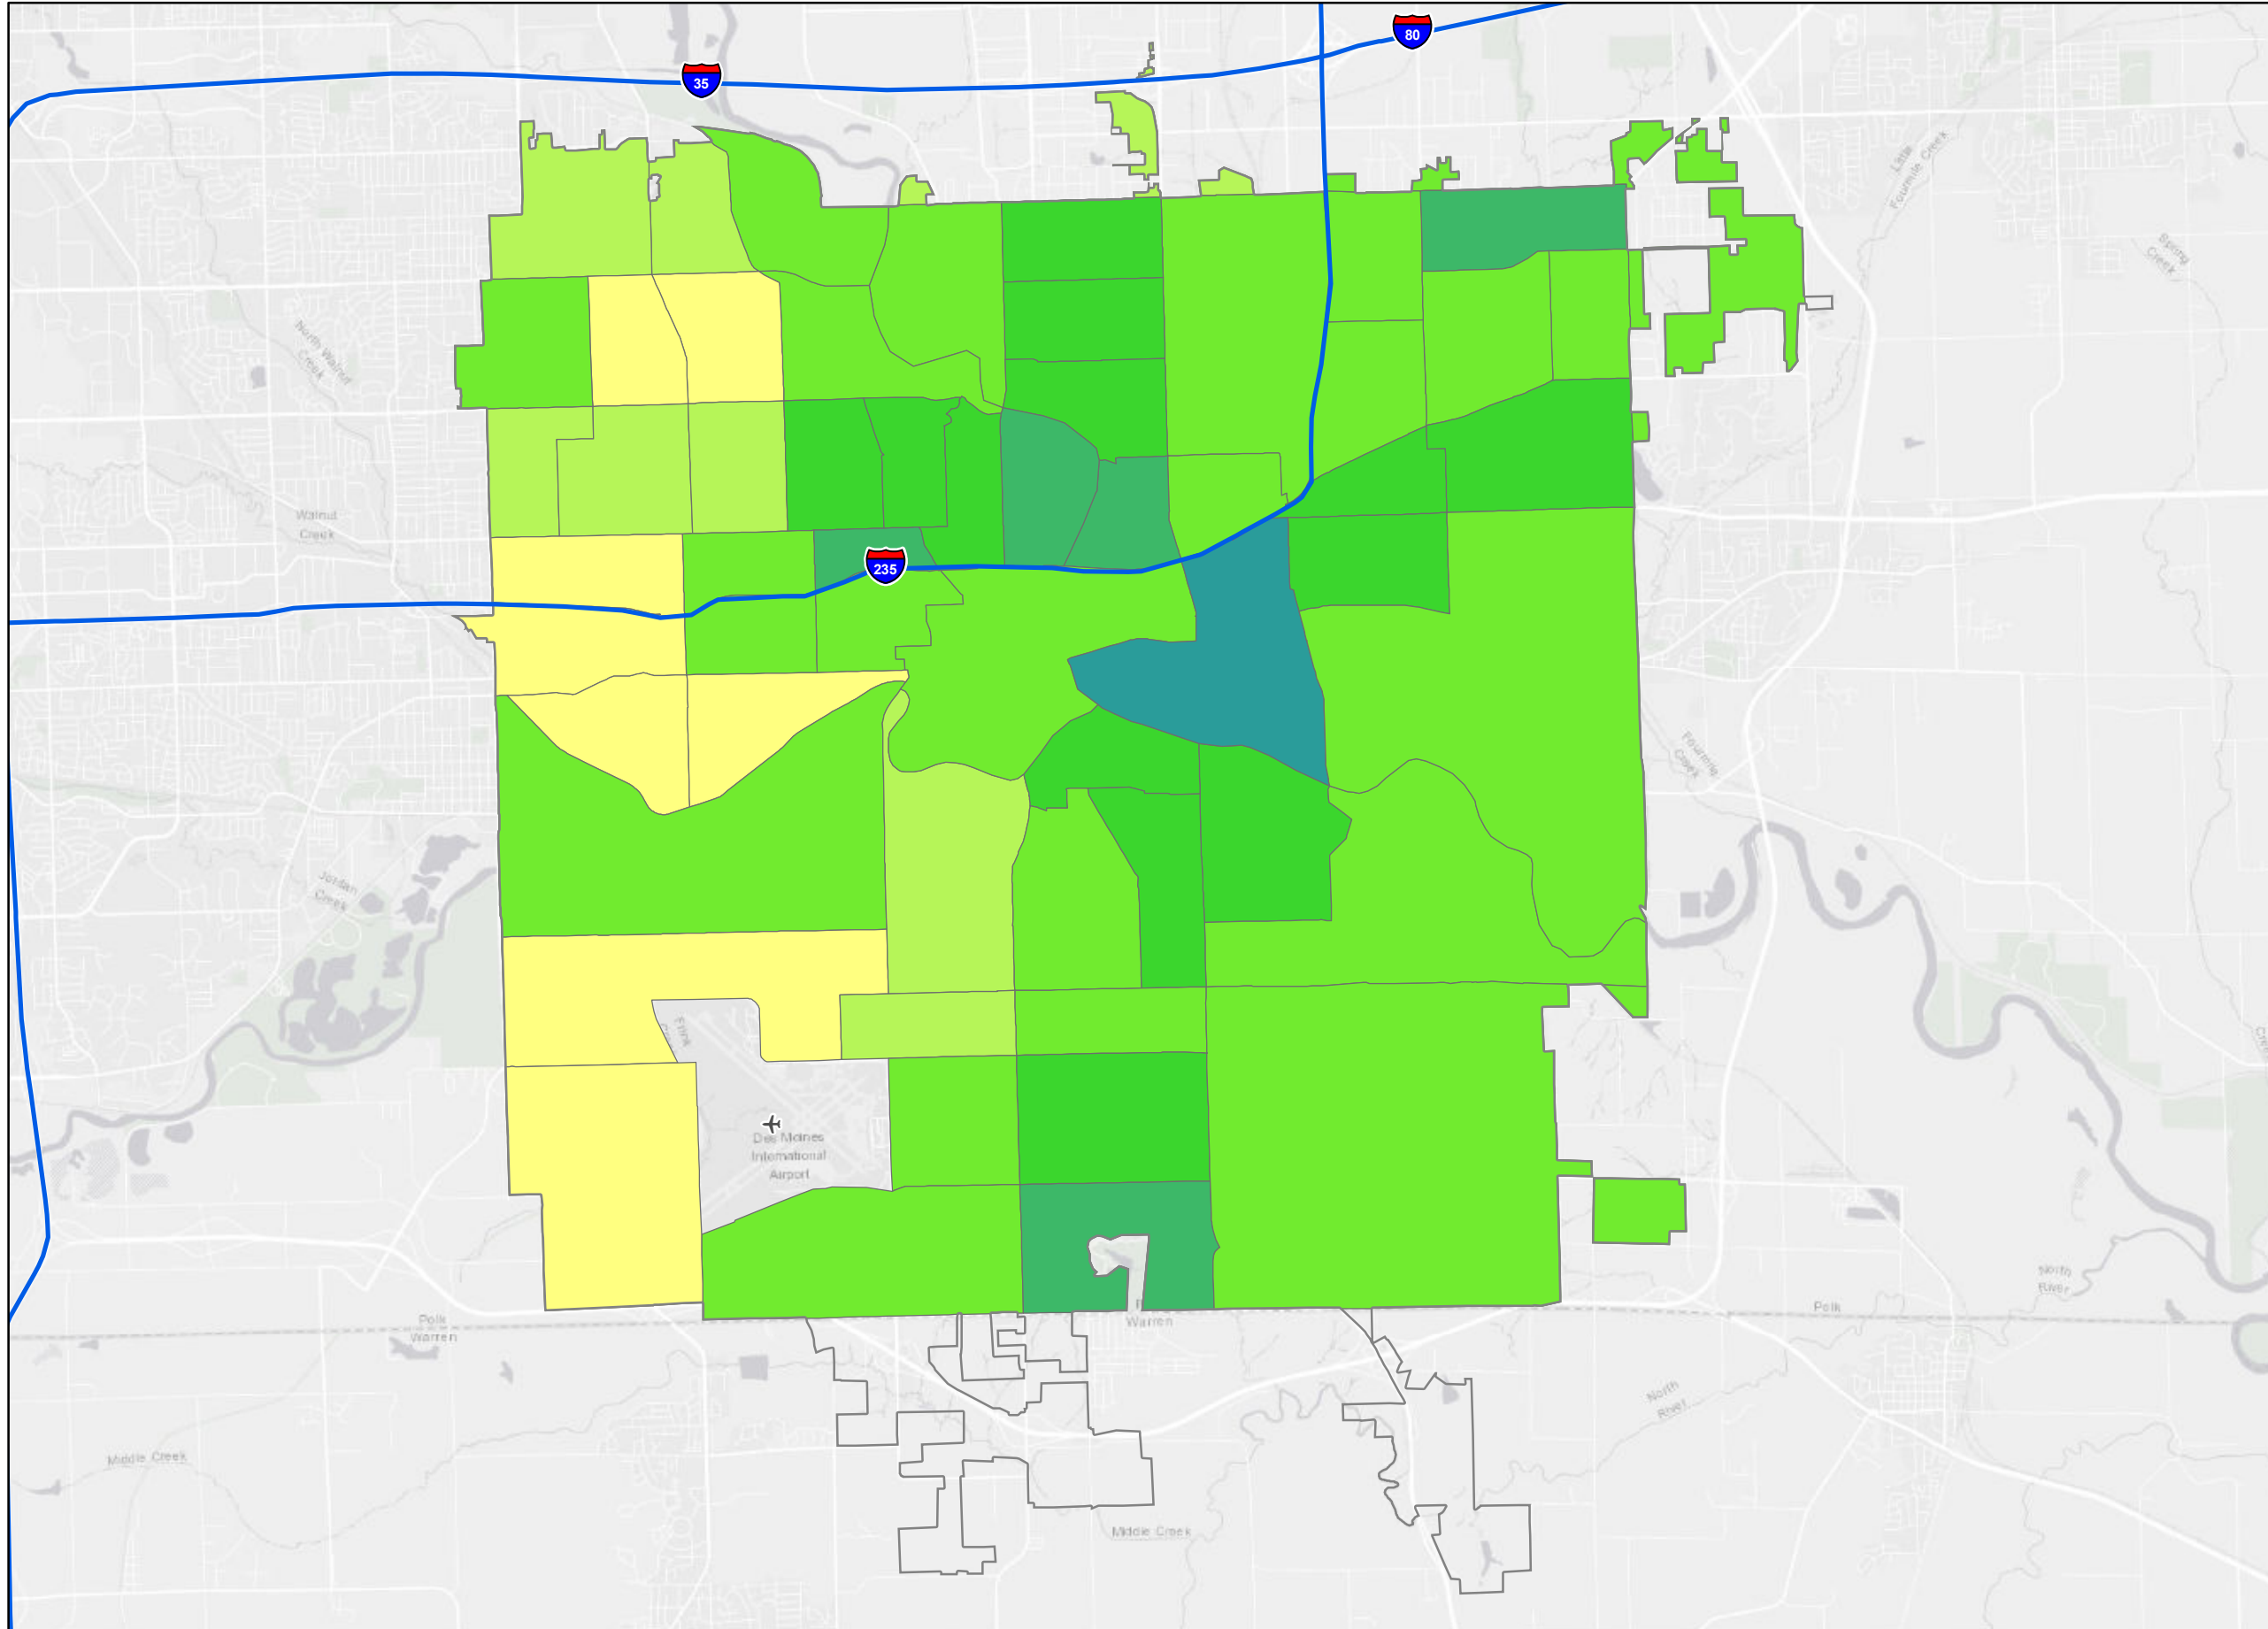 80
35
Little
Fourmile Creek
Spring
Creek
North Walnut
Creek
Walnut
Creek
235
Fourmile
Creek
Jordan
Creek
Frink
Des Moines
International
Airport
North
River
Polk
Warren
Warren
Polk
North
River
Middle Creek
Middle Creek